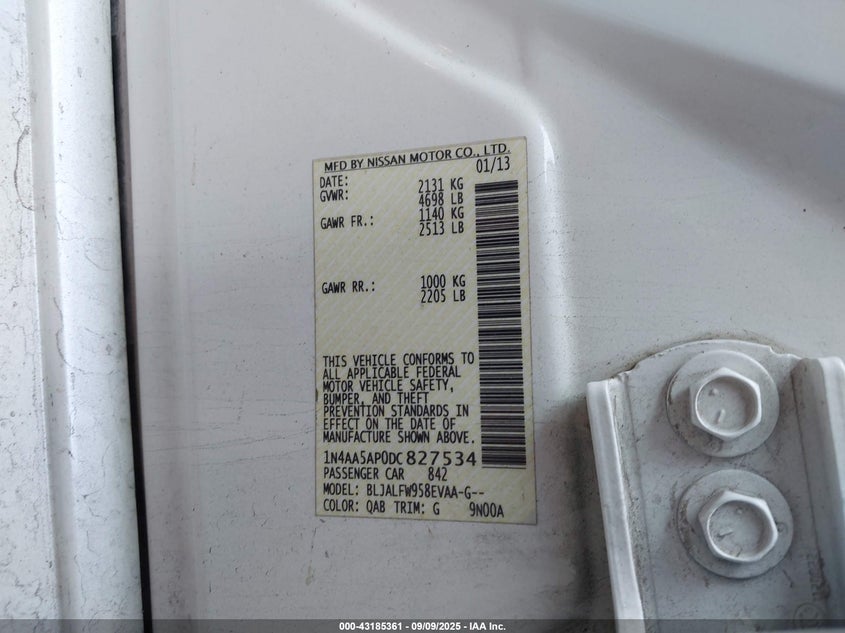 MFD BY NISSAN MOTOR CO., LTD.
DATE: 01/13
GVWR: 2131 KG
4698 LB
GAWR FR.: 1140 KG
2513 LB
GAWR RR.: 1000 KG
2205 LB
THIS VEHICLE CONFORMS TO
ALL APPLICABLE FEDERAL
MOTOR VEHICLE SAFETY,
BUMPER, AND THEFT
PREVENTION STANDARDS IN
EFFECT ON THE DATE OF
MANUFACTURE SHOWN ABOVE.
1N4AA5AP0DC827534
PASSENGER CAR 842
MODEL: BLJALFW958EVAA-G--
COLOR: QAB TRIM: G 9N00A
000-43185361 - 09/09/2025 - IAA Inc.